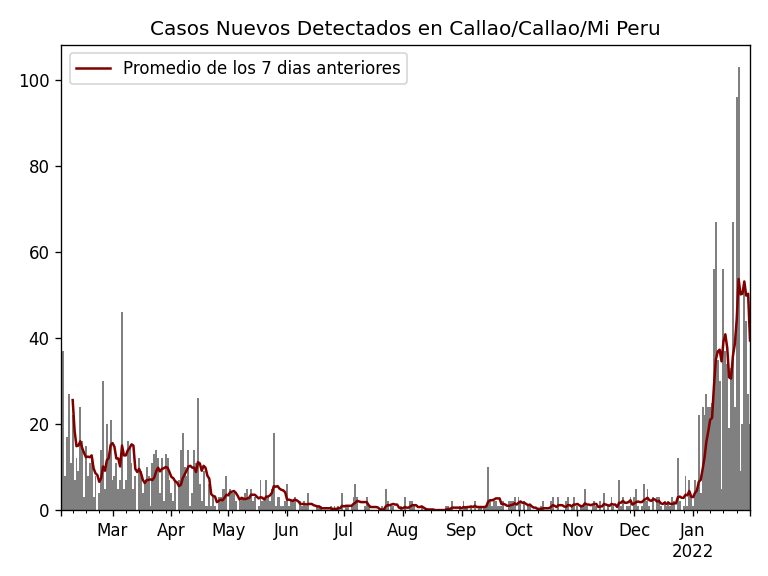 Casos Nuevos Detectados en Callao/Callao/Mi Peru
Promedio de los 7 dias anteriores
100
80
60
40
20
0
Mar Apr May Jun Jul Aug Sep Oct Nov Dec Jan
2022